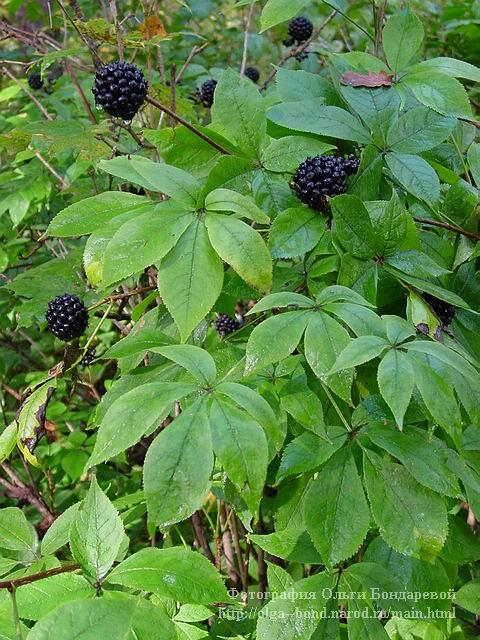 Фотография Ольги Бондаревой
http://olga-bond.narod.ru/main.html